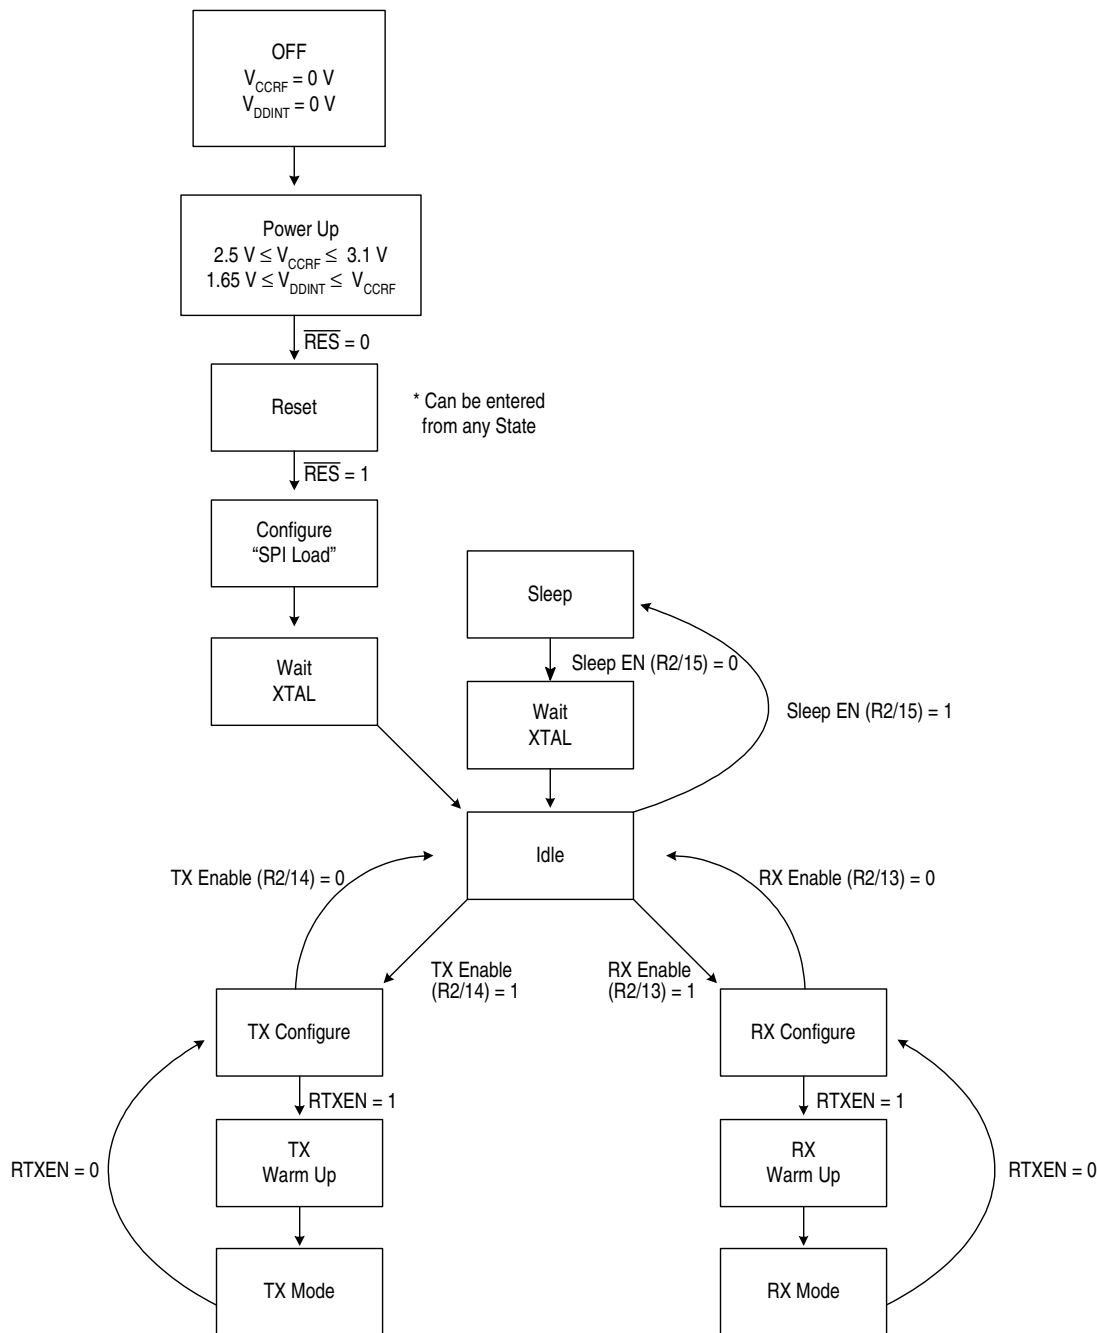 OFF
V_CCRF = 0 V
V_DDINT = 0 V
Power Up
2.5 V ≤ V_CCRF ≤ 3.1 V
1.65 V ≤ V_DDINT ≤ V_CCRF
R̅E̅S̅ = 0
Reset
* Can be entered
from any State
R̅E̅S̅ = 1
Configure
“SPI Load”
Sleep
Sleep EN (R2/15) = 0
Wait
XTAL
Wait
XTAL
Sleep EN (R2/15) = 1
Idle
TX Enable (R2/14) = 0
RX Enable (R2/13) = 0
TX Enable
(R2/14) = 1
RX Enable
(R2/13) = 1
TX Configure
RX Configure
RTXEN = 1
RTXEN = 1
TX
Warm Up
RX
Warm Up
RTXEN = 0
RTXEN = 0
TX Mode
RX Mode